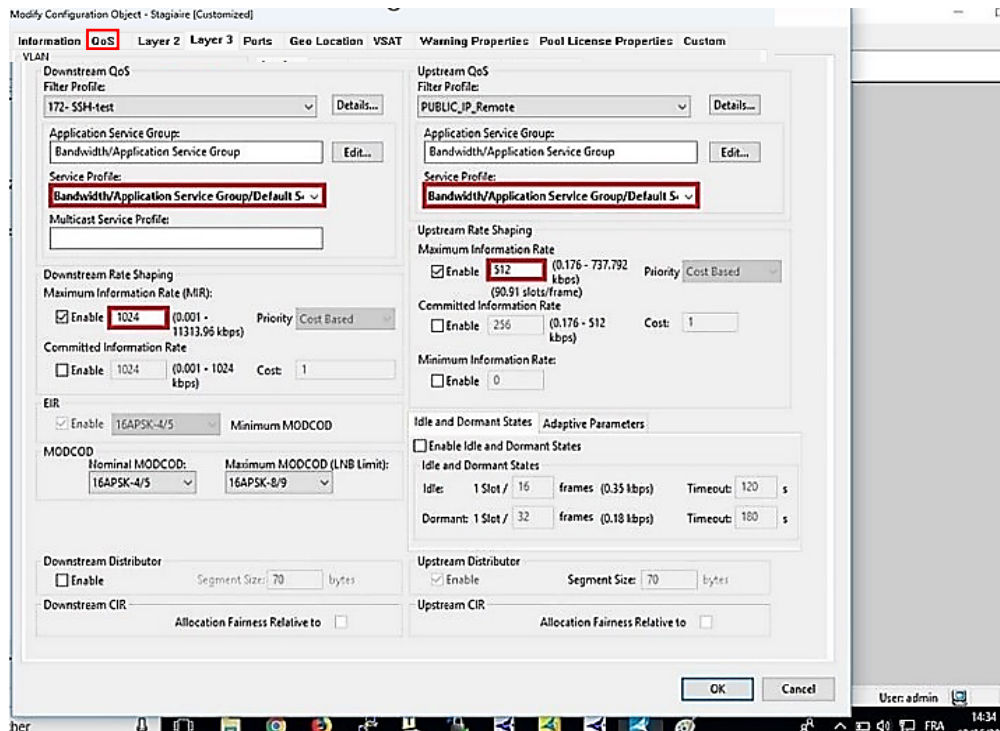 Modify Configuration Object - Stagiaire [Customized]
Information QoS Layer 2 Layer 3 Ports Geo Location VSAT Warning Properties Pool License Properties Custom
VLAN
Downstream QoS
Filter Profile:
172- SSH-test Details...
Application Service Group:
Bandwidth/Application Service Group Edit...
Service Profile:
Bandwidth/Application Service Group/Default S
Multicast Service Profile:
Downstream Rate Shaping
Maximum Information Rate (MIR):
Enable 1024 (0.001 - 11313.96 kbps) Priority Cost Based
Committed Information Rate
Enable 1024 (0.001 - 1024 kbps) Cost: 1
EIR
Enable 16APSK-4/5 Minimum MODCOD
MODCOD
Nominal MODCOD: Maximum MODCOD (LNB Limit):
16APSK-4/5 16APSK-8/9
Downstream Distributor
Enable Segment Size: 70 bytes
Downstream CIR
Allocation Fairness Relative to
Upstream QoS
Filter Profile:
PUBLIC_IP_Remote Details...
Application Service Group:
Bandwidth/Application Service Group Edit...
Service Profile:
Bandwidth/Application Service Group/Default S
Upstream Rate Shaping
Maximum Information Rate
Enable 512 (0.176 - 737.792 kbps) Priority Cost Based
(90.91 slots/frame)
Committed Information Rate
Enable 256 (0.176 - 512 kbps) Cost: 1
Minimum Information Rate:
Enable 0
Idle and Dormant States Adaptive Parameters
Enable Idle and Dormant States
Idle and Dormant States
Idle: 1 Slot / 16 frames (0.35 kbps) Timeout: 120 s
Dormant: 1 Slot / 32 frames (0.18 kbps) Timeout: 180 s
Upstream Distributor
Enable Segment Size: 70 bytes
Upstream CIR
Allocation Fairness Relative to
OK Cancel
User: admin
her FRA 14:34